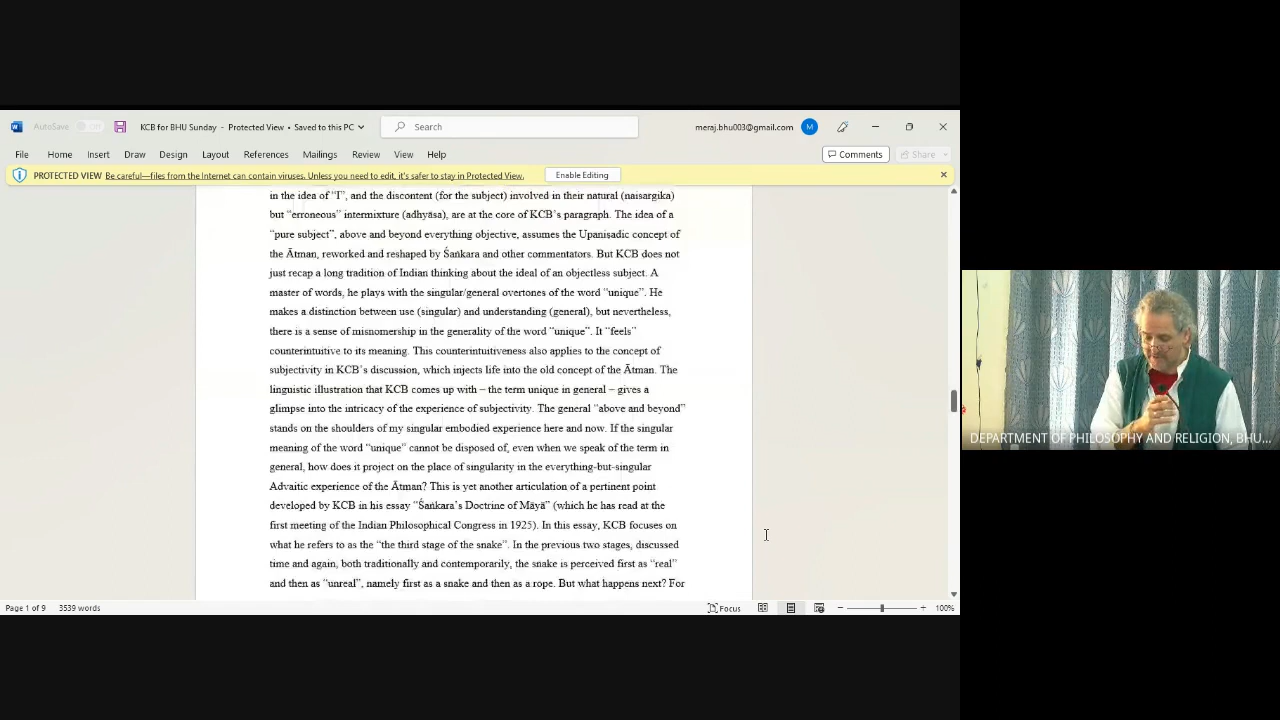 AutoSave Off KCB for BHU Sunday - Protected View • Saved to this PC Search meraj.bhu003@gmail.com M
File Home Insert Draw Design Layout References Mailings Review View Help Comments Share
PROTECTED VIEW Be careful—files from the Internet can contain viruses. Unless you need to edit, it's safer to stay in Protected View. Enable Editing
in the idea of “I”, and the discontent (for the subject) involved in their natural (naisargika)
but “erroneous” intermixture (adhyāsa), are at the core of KCB’s paragraph. The idea of a
“pure subject”, above and beyond everything objective, assumes the Upaniṣadic concept of
the Ātman, reworked and reshaped by Śaṅkara and other commentators. But KCB does not
just recap a long tradition of Indian thinking about the ideal of an objectless subject. A
master of words, he plays with the singular/general overtones of the word “unique”. He
makes a distinction between use (singular) and understanding (general), but nevertheless,
there is a sense of misnomership in the generality of the word “unique”. It “feels”
counterintuitive to its meaning. This counterintuitiveness also applies to the concept of
subjectivity in KCB’s discussion, which injects life into the old concept of the Ātman. The
linguistic illustration that KCB comes up with – the term unique in general – gives a
glimpse into the intricacy of the experience of subjectivity. The general “above and beyond”
stands on the shoulders of my singular embodied experience here and now. If the singular
meaning of the word “unique” cannot be disposed of, even when we speak of the term in
general, how does it project on the place of singularity in the everything-but-singular
Advaitic experience of the Ātman? This is yet another articulation of a pertinent point
developed by KCB in his essay “Śaṅkara’s Doctrine of Māyā” (which he has read at the
first meeting of the Indian Philosophical Congress in 1925). In this essay, KCB focuses on
what he refers to as the “the third stage of the snake”. In the previous two stages, discussed
time and again, both traditionally and contemporarily, the snake is perceived first as “real”
and then as “unreal”, namely first as a snake and then as a rope. But what happens next? For
Page 1 of 9 3539 words Focus 100%
DEPARTMENT OF PHILOSOPHY AND RELIGION, BHU...